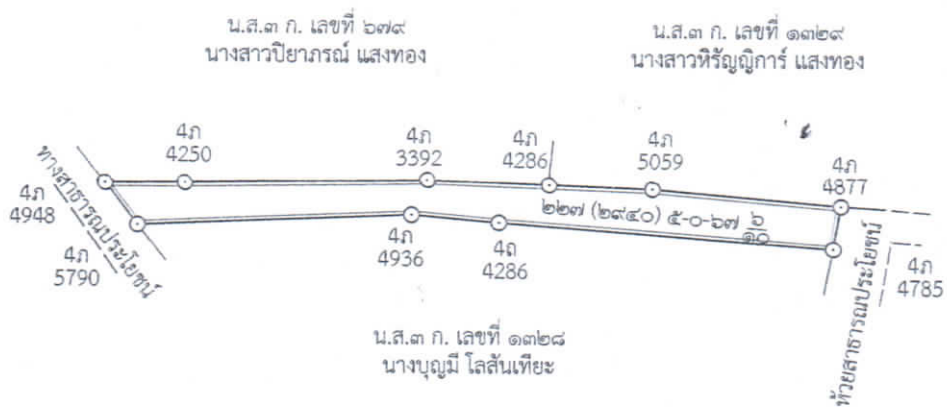 น.ส.๓ ก. เลขที่ ๖๗๙
นางสาวปิยาภรณ์ แสงทอง
น.ส.๓ ก. เลขที่ ๑๓๒๙
นางสาวหิรัญญิการ์ แสงทอง
4ภ
4250
4ภ
3392
4ภ
4286
4ภ
5059
4ภ
4877
ทางสาธารณประโยชน์
4ภ
4948
4ภ
5790
๒๒๗ (๒๙๔๐) ๕-๐-๖๗ ๖/๑๐
4ภ
4936
4ถ
4286
4ภ
4785
ห้วยสาธารณประโยชน์
น.ส.๓ ก. เลขที่ ๑๓๒๘
นางบุญมี โลสันเทียะ